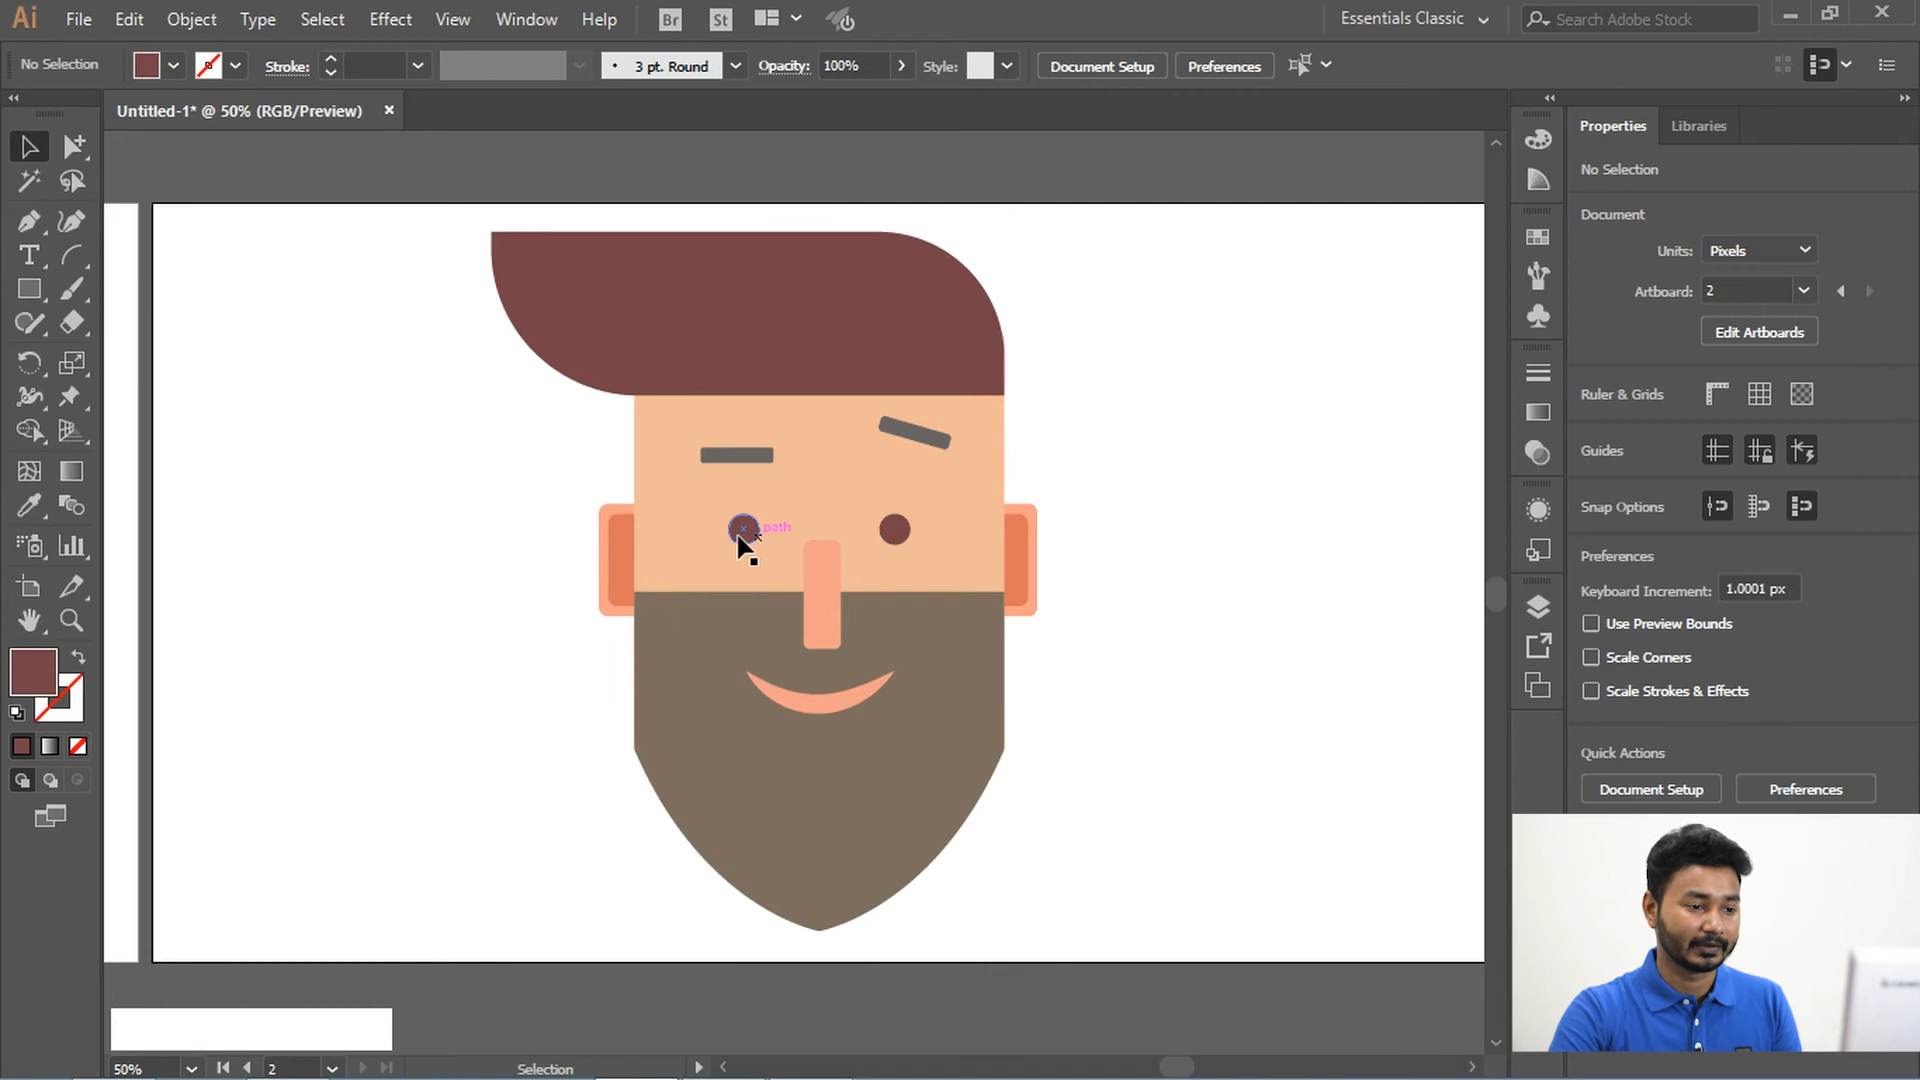 Ai File Edit Object Type Select Effect View Window Help Br St Essentials Classic Search Adobe Stock
No Selection Stroke: 3 pt. Round Opacity: 100% Style: Document Setup Preferences
Untitled-1* @ 50% (RGB/Preview)
Properties Libraries
No Selection
Document
Units: Pixels
Artboard: 2
Edit Artboards
Ruler & Grids
Guides
Snap Options
path
Preferences
Keyboard Increment: 1.0001 px
Use Preview Bounds
Scale Corners
Scale Strokes & Effects
Quick Actions
Document Setup Preferences
50% 2 Selection